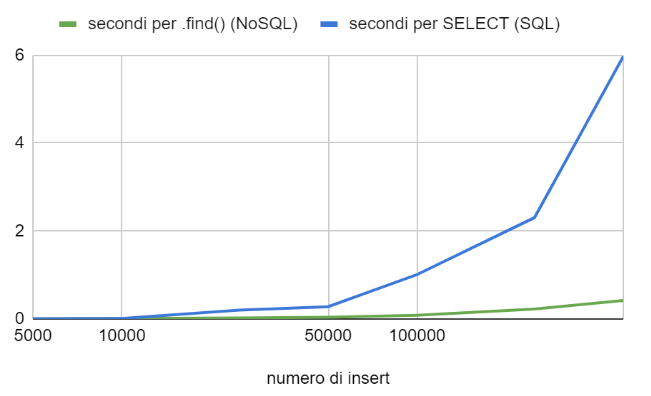 secondi per .find() (NoSQL) secondi per SELECT (SQL)
6
4
2
0
5000 10000 50000 100000
numero di insert